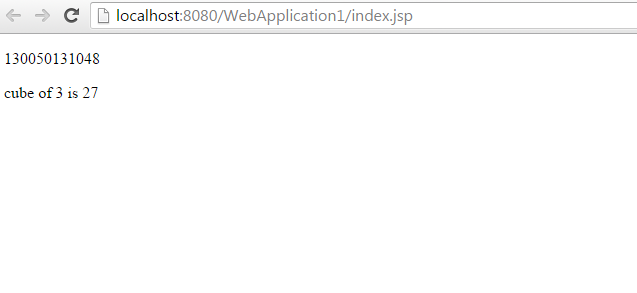 localhost:8080/WebApplication1/index.jsp
130050131048
cube of 3 is 27